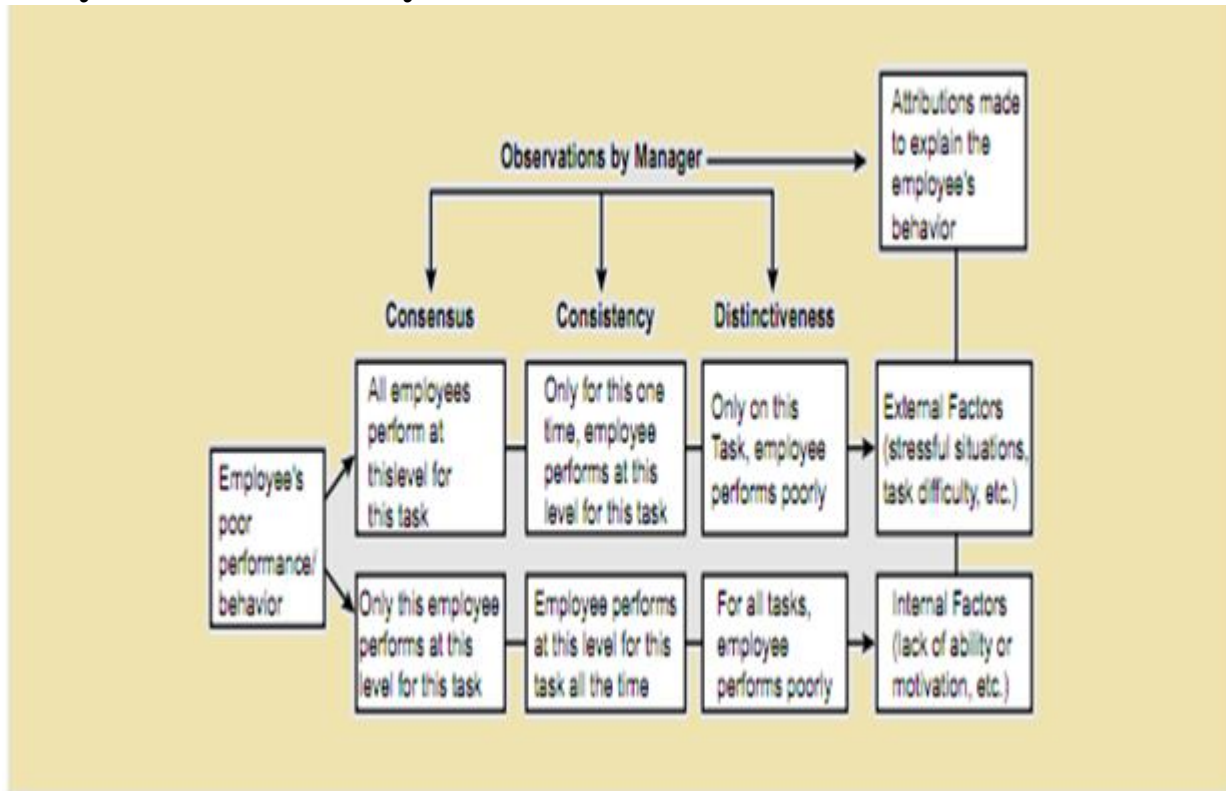 Attributions made
to explain the
employee's
behavior
Observations by Manager
Consensus
Consistency
Distinctiveness
All employees
perform at
thislevel for
this task
Only for this one
time, employee
performs at this
level for this task
Only on this
Task, employee
performs poorly
External Factors
(stressful situations,
task difficulty, etc.)
Employee's
poor
performance/
behavior
Only this employee
performs at this
level for this task
Employee performs
at this level for this
task all the time
For all tasks,
employee
performs poorly
Internal Factors
(lack of ability or
motivation, etc.)